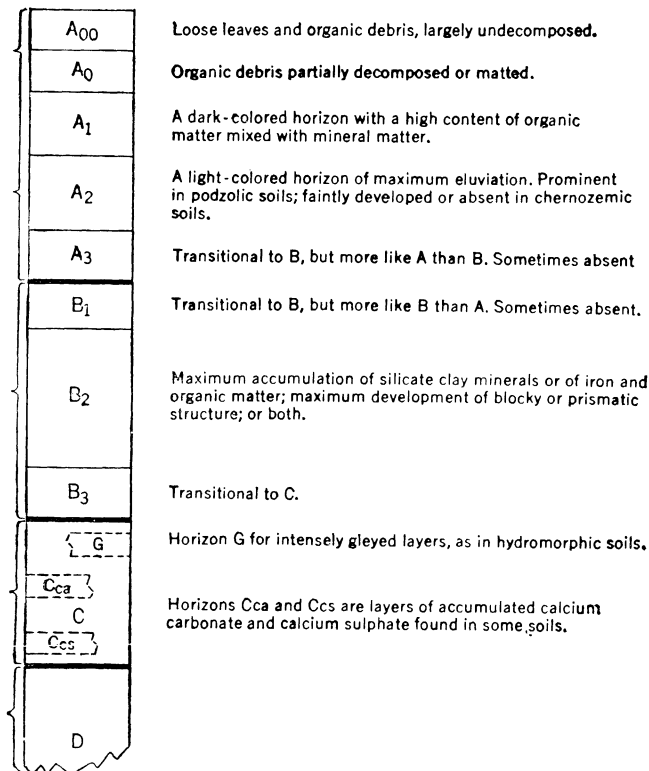 A00 Loose leaves and organic debris, largely undecomposed.
A0 Organic debris partially decomposed or matted.
A1 A dark-colored horizon with a high content of organic
matter mixed with mineral matter.
A2 A light-colored horizon of maximum eluviation. Prominent
in podzolic soils; faintly developed or absent in chernozemic
soils.
A3 Transitional to B, but more like A than B. Sometimes absent
B1 Transitional to B, but more like B than A. Sometimes absent.
B2 Maximum accumulation of silicate clay minerals or of iron and
organic matter; maximum development of blocky or prismatic
structure; or both.
B3 Transitional to C.
G Horizon G for intensely gleyed layers, as in hydromorphic soils.
Cca
C Horizons Cca and Ccs are layers of accumulated calcium
carbonate and calcium sulphate found in some soils.
Ccs
D